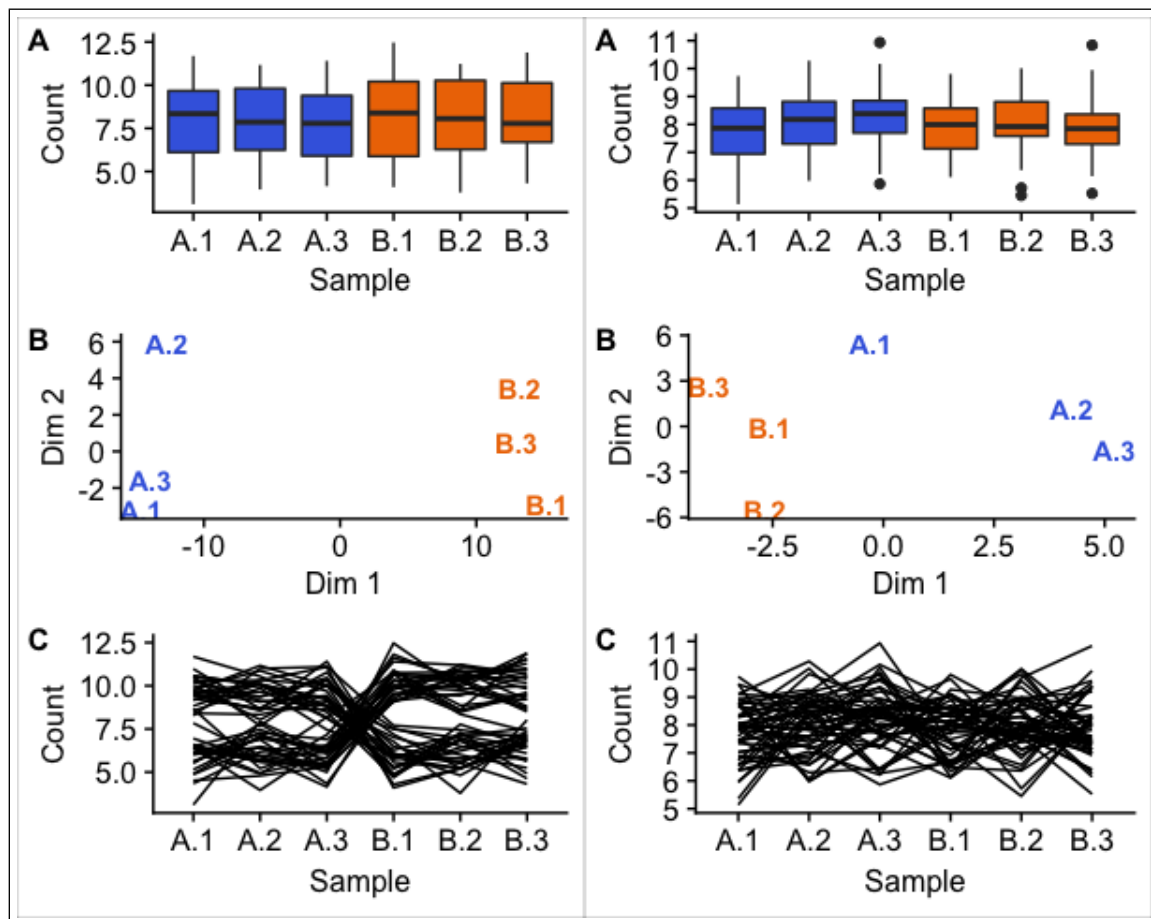 A
12.5
10.0
7.5
5.0
Count
A.1 A.2 A.3 B.1 B.2 B.3
Sample
A
11
10
9
8
7
6
5
Count
A.1 A.2 A.3 B.1 B.2 B.3
Sample
B
6
4
2
0
-2
Dim 2
A.2
B.2
B.3
A.3
A.1
B.1
-10 0 10
Dim 1
B
6
3
0
-3
-6
Dim 2
A.1
B.3
A.2
B.1
A.3
B.2
-2.5 0.0 2.5 5.0
Dim 1
C
12.5
10.0
7.5
5.0
Count
A.1 A.2 A.3 B.1 B.2 B.3
Sample
C
11
10
9
8
7
6
5
Count
A.1 A.2 A.3 B.1 B.2 B.3
Sample